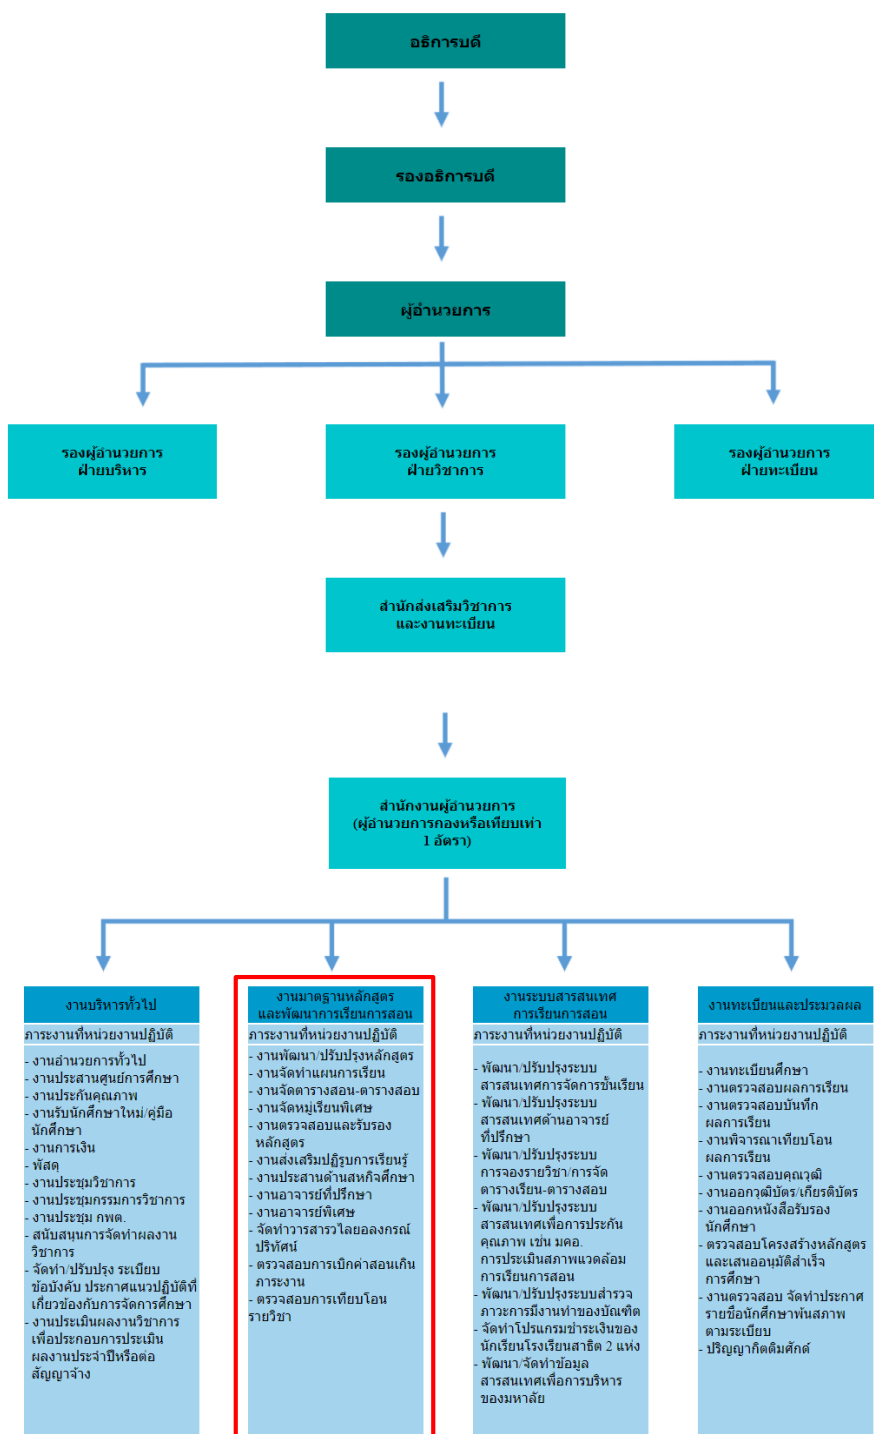 อธิการบดี
รองอธิการบดี
ผู้อำนวยการ
รองผู้อำนวยการ
ฝ่ายบริหาร
รองผู้อำนวยการ
ฝ่ายวิชาการ
รองผู้อำนวยการ
ฝ่ายทะเบียน
สำนักส่งเสริมวิชาการ
และงานทะเบียน
สำนักงานผู้อำนวยการ
(ผู้อำนวยการกองหรือเทียบเท่า
1 อัตรา)
งานบริหารทั่วไป
ภาระงานที่หน่วยงานปฏิบัติ
- งานอำนวยการทั่วไป
- งานประสานศูนย์การศึกษา
- งานประกันคุณภาพ
- งานรับนักศึกษาใหม่/คู่มือ
นักศึกษา
- งานการเงิน
- พัสดุ
- งานประชุมวิชาการ
- งานประชุมกรรมการวิชาการ
- งานประชุม กพต.
- สนับสนุนการจัดทำผลงาน
วิชาการ
- จัดทำ/ปรับปรุง ระเบียบ
ข้อบังคับ ประกาศแนวปฏิบัติที่
เกี่ยวข้องกับการจัดการศึกษา
- งานประเมินผลงานวิชาการ
เพื่อประกอบการประเมิน
ผลงานประจำปีหรือต่อ
สัญญาจ้าง
งานมาตฐานหลักสูตร
และพัฒนาการเรียนการสอน
ภาระงานที่หน่วยงานปฏิบัติ
- งานพัฒนา/ปรับปรุงหลักสูตร
- งานจัดทำแผนการเรียน
- งานจัดตารางสอน-ตารางสอบ
- งานจัดหมู่เรียนพิเศษ
- งานตรวจสอบและรับรอง
หลักสูตร
- งานส่งเสริมปฏิรูปการเรียนรู้
- งานประสานด้านสหกิจศึกษา
- งานอาจารย์ที่ปรึกษา
- งานอาจารย์พิเศษ
- จัดทำวารสารวไลยอลงกรณ์
ปริทัศน์
- ตรวจสอบการเบิกค่าสอนเกิน
ภาระงาน
- ตรวจสอบการเทียบโอน
รายวิชา
งานระบบสารสนเทศ
การเรียนการสอน
ภาระงานที่หน่วยงานปฏิบัติ
- พัฒนา/ปรับปรุงระบบ
สารสนเทศการจัดการชั้นเรียน
- พัฒนา/ปรับปรุงระบบ
สารสนเทศด้านอาจารย์
ที่ปรึกษา
- พัฒนา/ปรับปรุงระบบ
การจองรายวิชา/การจัด
ตารางเรียน-ตารางสอบ
- พัฒนา/ปรับปรุงระบบ
สารสนเทศเพื่อการประกัน
คุณภาพ เช่น มคอ.
การประเมินสภาพแวดล้อม
การเรียนการสอน
- พัฒนา/ปรับปรุงระบบสำรวจ
ภาวะการมีงานทำของบัณฑิต
- จัดทำโปรแกรมชำระเงินของ
นักเรียนโรงเรียนสาธิต 2 แห่ง
- พัฒนา/จัดทำข้อมูล
สารสนเทศเพื่อการบริหาร
ของมหาลัย
งานทะเบียนและประมวลผล
ภาระงานที่หน่วยงานปฏิบัติ
- งานทะเบียนศึกษา
- งานตรวจสอบผลการเรียน
- งานตรวจสอบบันทึก
ผลการเรียน
- งานพิจารณาเทียบโอน
ผลการเรียน
- งานตรวจสอบคุณวุฒิ
- งานออกวุฒิบัตร/เกียรติบัตร
- งานออกหนังสือรับรอง
นักศึกษา
- ตรวจสอบโครงสร้างหลักสูตร
และเสนออนุมัติสำเร็จ
การศึกษา
- งานตรวจสอบ จัดทำประกาศ
รายชื่อนักศึกษาพ้นสภาพ
ตามระเบียบ
- ปริญญากิตติมศักดิ์